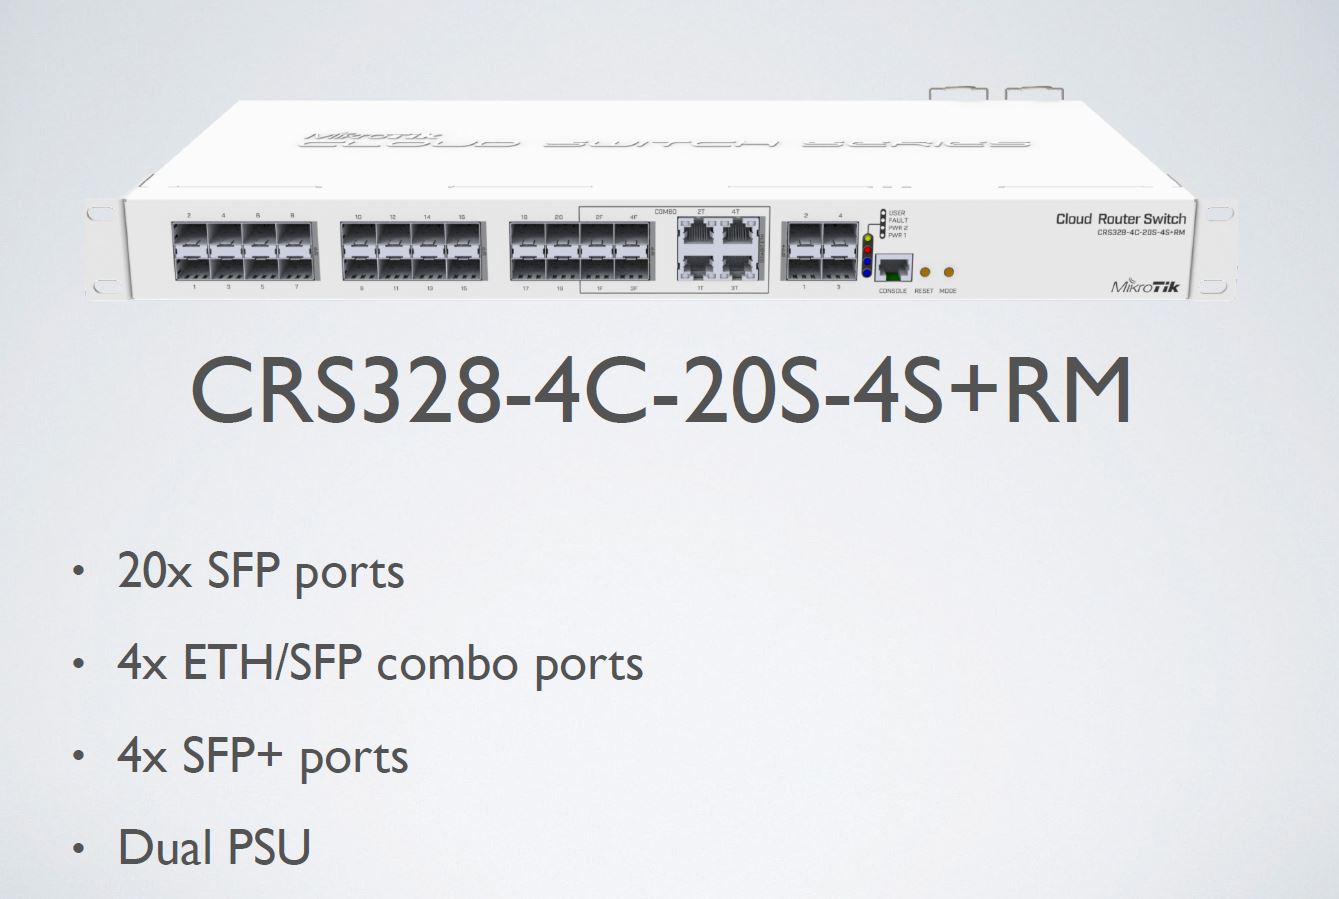 MikroTik
CLOUD SWITCH SERIES
2 4 6 8 10 12 14 16 18 20 2F 4F COMBO 2T 4T 2 4
USER
FAULT
PWR 2
PWR 1
Cloud Router Switch
CRS328-4C-20S-4S+RM
1 3 5 7 9 11 13 15 17 19 1F 3F 1T 3T 1 3
CONSOLE RESET MODE
MikroTik
CRS328-4C-20S-4S+RM
• 20x SFP ports
• 4x ETH/SFP combo ports
• 4x SFP+ ports
• Dual PSU